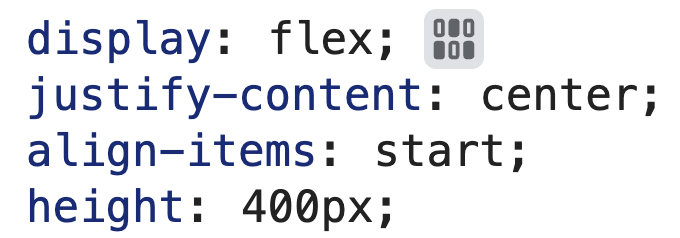 display: flex;
justify-content: center;
align-items: start;
height: 400px;